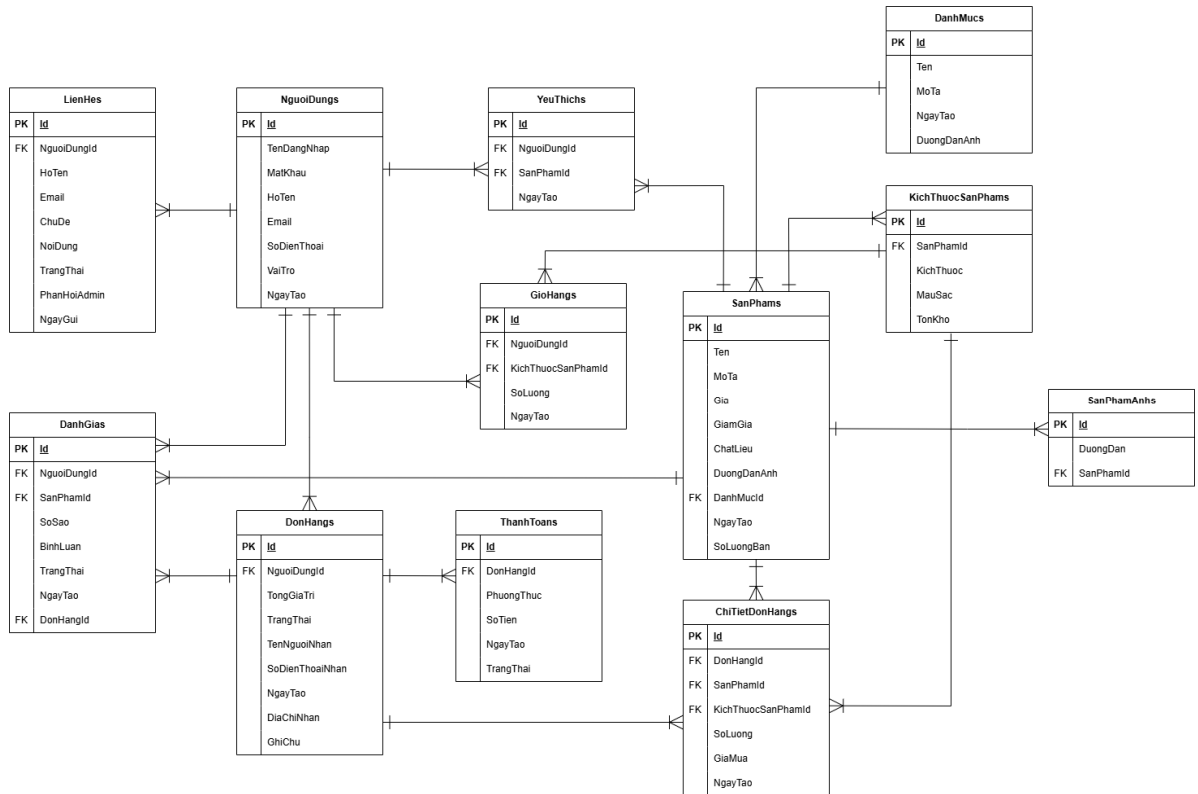 DanhMucs
PK Id
Ten
MoTa
NgayTao
DuongDanAnh
LienHes
PK Id
FK NguoiDungId
HoTen
Email
ChuDe
NoiDung
TrangThai
PhanHoiAdmin
NgayGui
NguoiDungs
PK Id
TenDangNhap
MatKhau
HoTen
Email
SoDienThoai
VaiTro
NgayTao
YeuThichs
PK Id
FK NguoiDungId
FK SanPhamId
NgayTao
KichThuocSanPhams
PK Id
FK SanPhamId
KichThuoc
MauSac
TonKho
GioHangs
PK Id
FK NguoiDungId
FK KichThuocSanPhamId
SoLuong
NgayTao
SanPhams
PK Id
Ten
MoTa
Gia
GiamGia
ChatLieu
DuongDanAnh
FK DanhMucId
NgayTao
SoLuongBan
SanPhamAnhs
PK Id
DuongDan
FK SanPhamId
DanhGias
PK Id
FK NguoiDungId
FK SanPhamId
SoSao
BinhLuan
TrangThai
NgayTao
FK DonHangId
DonHangs
PK Id
FK NguoiDungId
TongGiaTri
TrangThai
TenNguoiNhan
SoDienThoaiNhan
NgayTao
DiaChiNhan
GhiChu
ThanhToans
PK Id
FK DonHangId
PhuongThuc
SoTien
NgayTao
TrangThai
ChiTietDonHangs
PK Id
FK DonHangId
FK SanPhamId
FK KichThuocSanPhamId
SoLuong
GiaMua
NgayTao